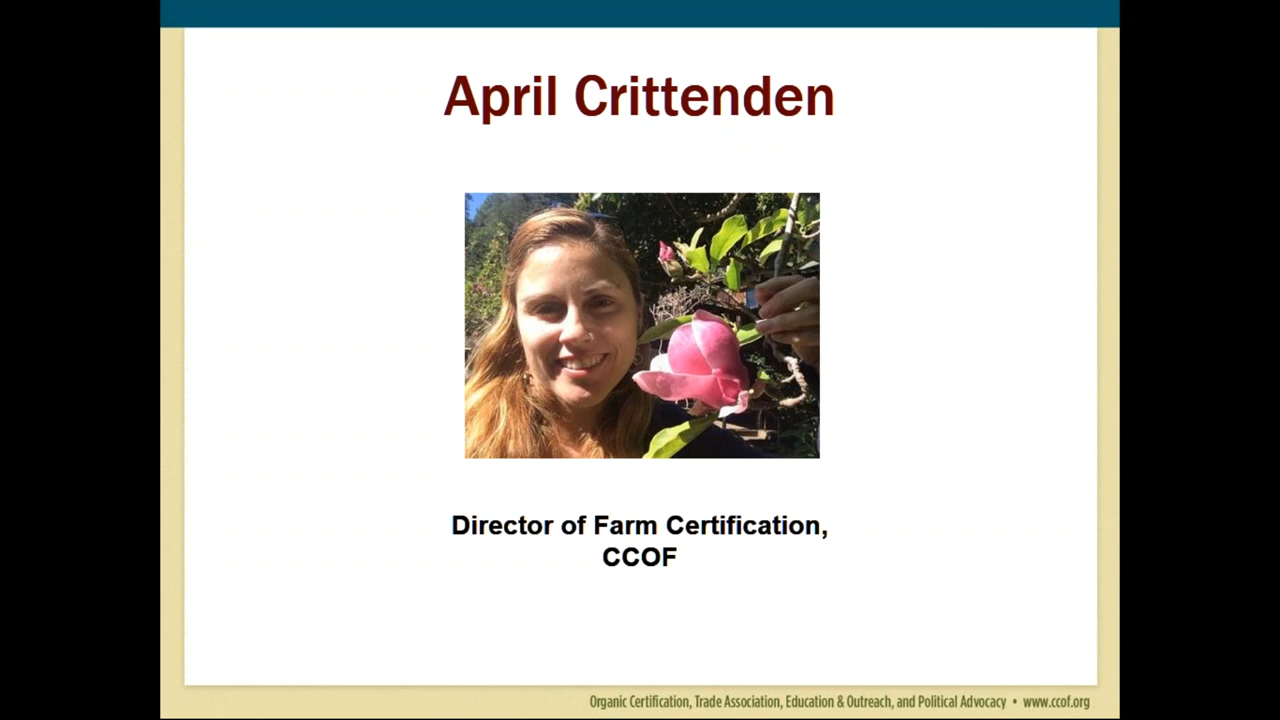 April Crittenden
Director of Farm Certification,
CCOF
Organic Certification, Trade Association, Education & Outreach, and Political Advocacy • www.ccof.org